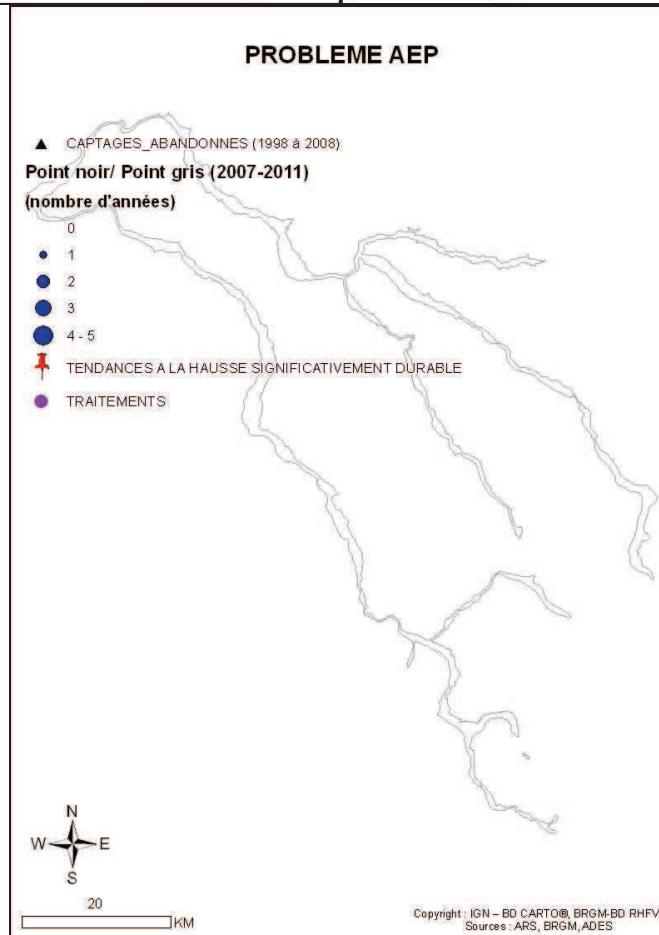 PROBLEME AEP
CAPTAGES_ABANDONNES (1998 à 2008)
Point noir/ Point gris (2007-2011)
(nombre d'années)
0
1
2
3
4 - 5
TENDANCES A LA HAUSSE SIGNIFICATIVEMENT DURABLE
TRAITEMENTS
N
W E
S
20
KM
Copyright : IGN – BD CARTO®, BRGM-BD RHFV
Sources : ARS, BRGM, ADES